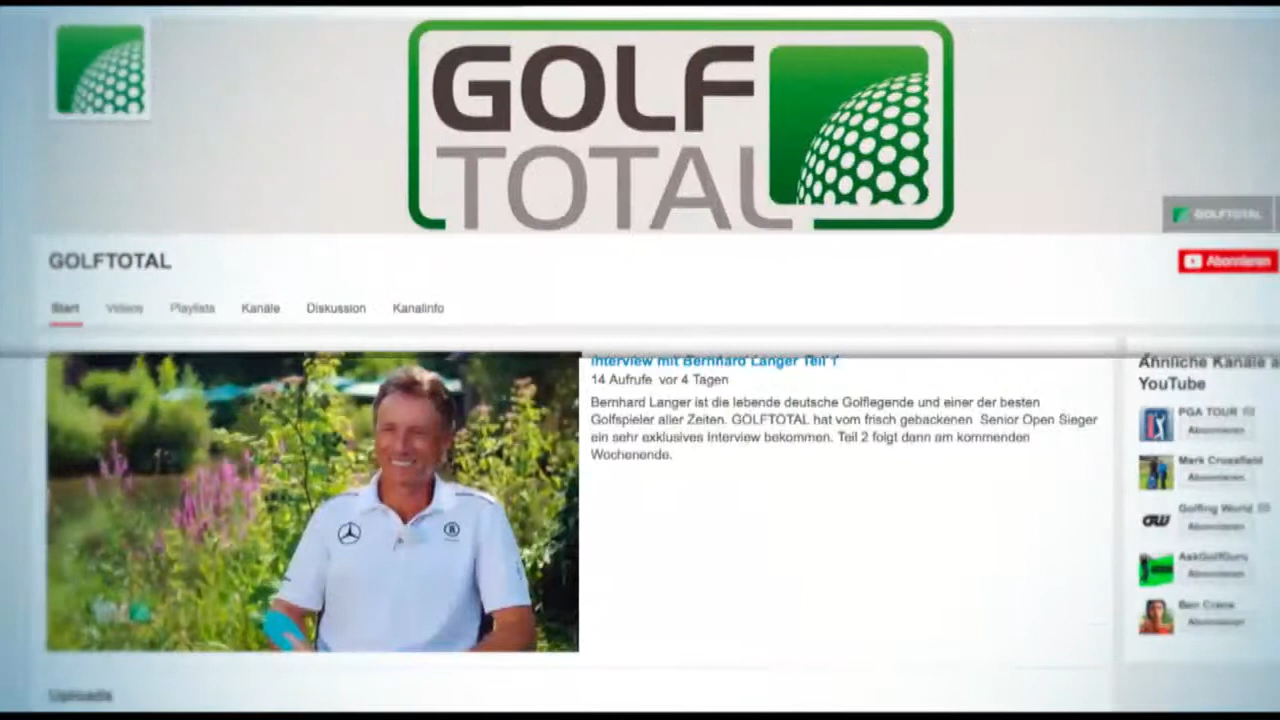 GOLF
TOTAL
GOLFTOTAL
GOLFTOTAL
Abonnieren
Start Videos Playlists Kanäle Diskussion Kanalinfo
Interview mit Bernhard Langer Teil 1
14 Aufrufe vor 4 Tagen
Bernhard Langer ist die lebende deutsche Golflegende und einer der besten
Golfspieler aller Zeiten. GOLFTOTAL hat vom frisch gebackenen Senior Open Sieger
ein sehr exklusives Interview bekommen. Teil 2 folgt dann am kommenden
Wochenende.
Ähnliche Kanäle a
YouTube
PGA TOUR
Abonnieren
Mark Crossfield
Abonnieren
Golfing World
GW
Abonnieren
AskGolfGuru
Abonnieren
Ben Crane
Abonnieren
Uploads